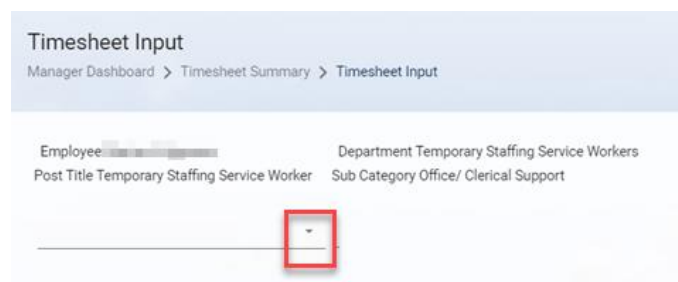 Timesheet Input
Manager Dashboard > Timesheet Summary > Timesheet Input
Employee Department Temporary Staffing Service Workers
Post Title Temporary Staffing Service Worker Sub Category Office/ Clerical Support